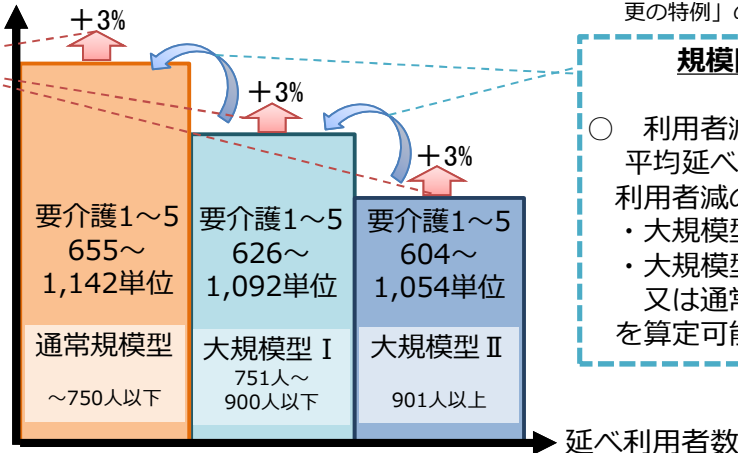 更の特例」の
+3%
+3%
+3%
規模
○ 利用者減
平均延べ
利用者減の
・大規模型
・大規模型
又は通常
を算定可能
要介護1～5
655～
1,142単位
通常規模型
～750人以下
要介護1～5
626～
1,092単位
大規模型Ⅰ
751人～
900人以下
要介護1～5
604～
1,054単位
大規模型Ⅱ
901人以上
延べ利用者数